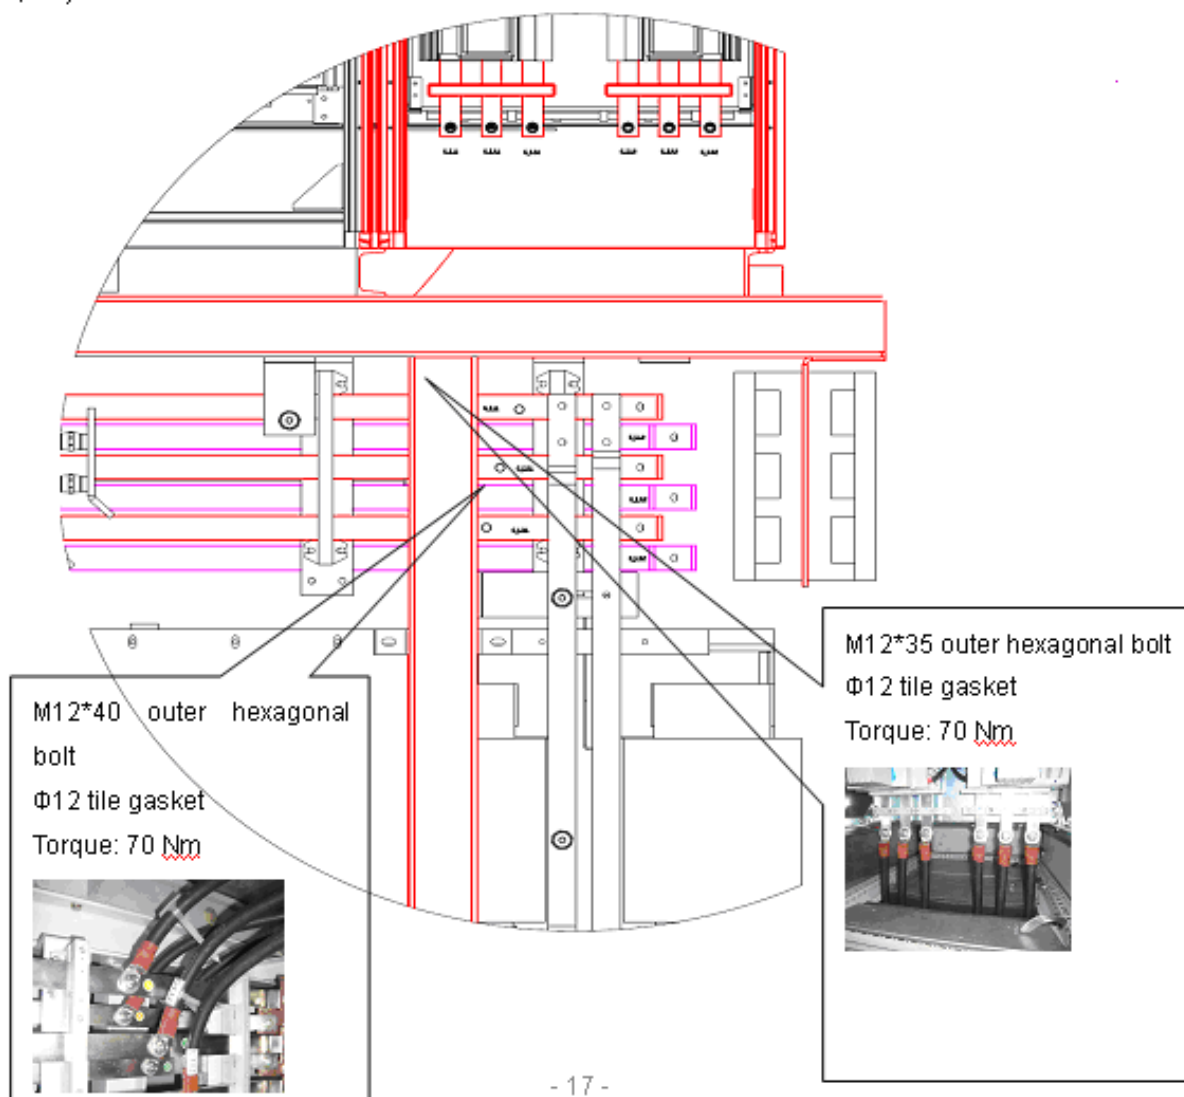 M12*35 outer hexagonal bolt
Φ12 tile gasket
Torque: 70 Nm
M12*40 outer hexagonal
bolt
Φ12 tile gasket
Torque: 70 Nm
- 17 -